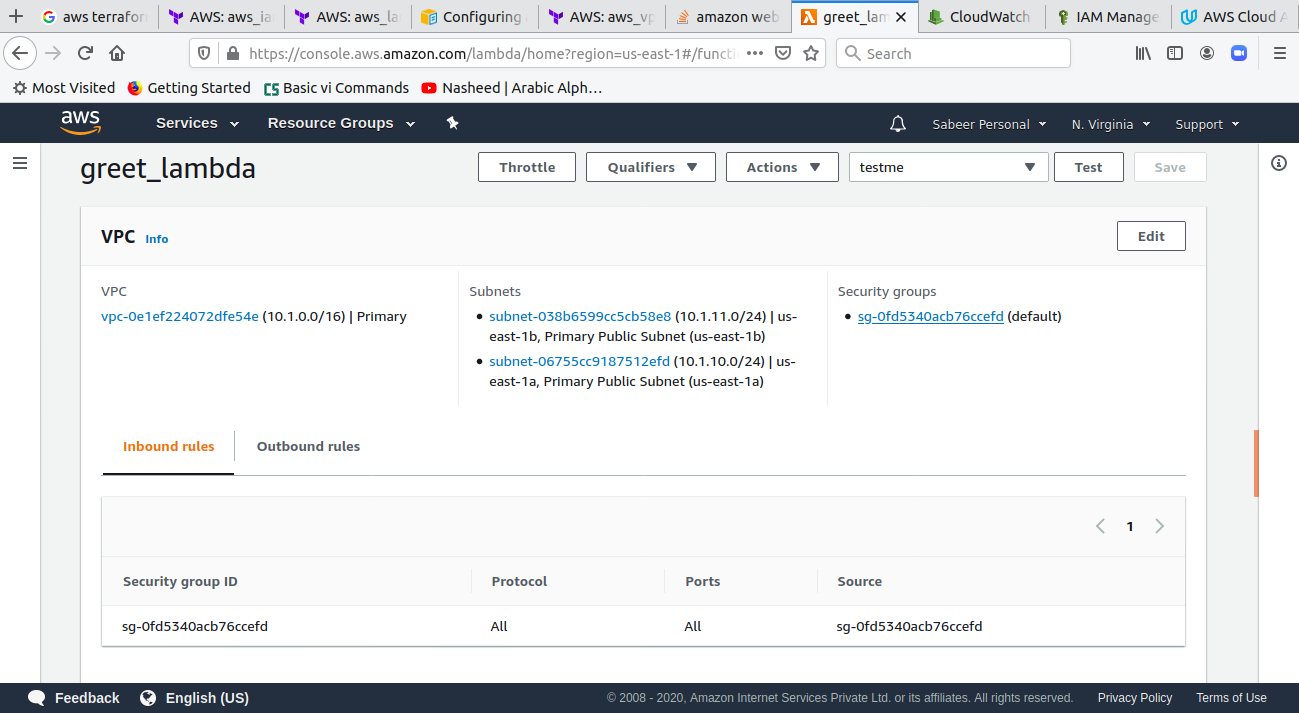 aws terrafor
AWS: aws_ia
AWS: aws_la
Configuring
AWS: aws_vp
amazon web
greet_lam
CloudWatch
IAM Manage
AWS Cloud A
https://console.aws.amazon.com/lambda/home?region=us-east-1#/functi
Search
Most Visited
Getting Started
Basic vi Commands
Nasheed | Arabic Alph…
aws
Services
Resource Groups
Sabeer Personal
N. Virginia
Support
greet_lambda
Throttle
Qualifiers
Actions
testme
Test
Save
VPC Info
Edit
VPC
vpc-0e1ef224072dfe54e (10.1.0.0/16) | Primary
Subnets
subnet-038b6599cc5cb58e8 (10.1.11.0/24) | us-
east-1b, Primary Public Subnet (us-east-1b)
subnet-06755cc9187512efd (10.1.10.0/24) | us-
east-1a, Primary Public Subnet (us-east-1a)
Security groups
sg-0fd5340acb76ccefd (default)
Inbound rules
Outbound rules
1
Security group ID
Protocol
Ports
Source
sg-0fd5340acb76ccefd
All
All
sg-0fd5340acb76ccefd
Feedback
English (US)
© 2008 - 2020, Amazon Internet Services Private Ltd. or its affiliates. All rights reserved.
Privacy Policy
Terms of Use